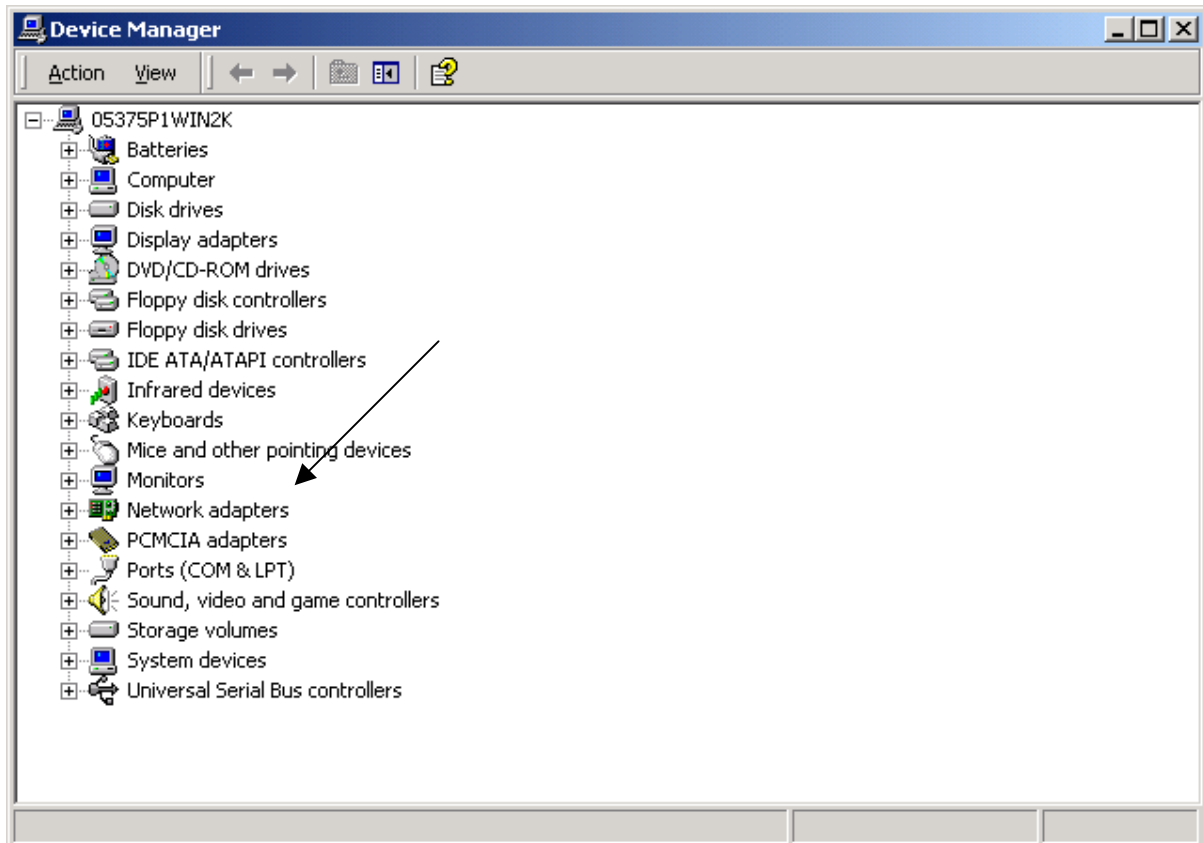 Device Manager
Action View
05375P1WIN2K
Batteries
Computer
Disk drives
Display adapters
DVD/CD-ROM drives
Floppy disk controllers
Floppy disk drives
IDE ATA/ATAPI controllers
Infrared devices
Keyboards
Mice and other pointing devices
Monitors
Network adapters
PCMCIA adapters
Ports (COM & LPT)
Sound, video and game controllers
Storage volumes
System devices
Universal Serial Bus controllers